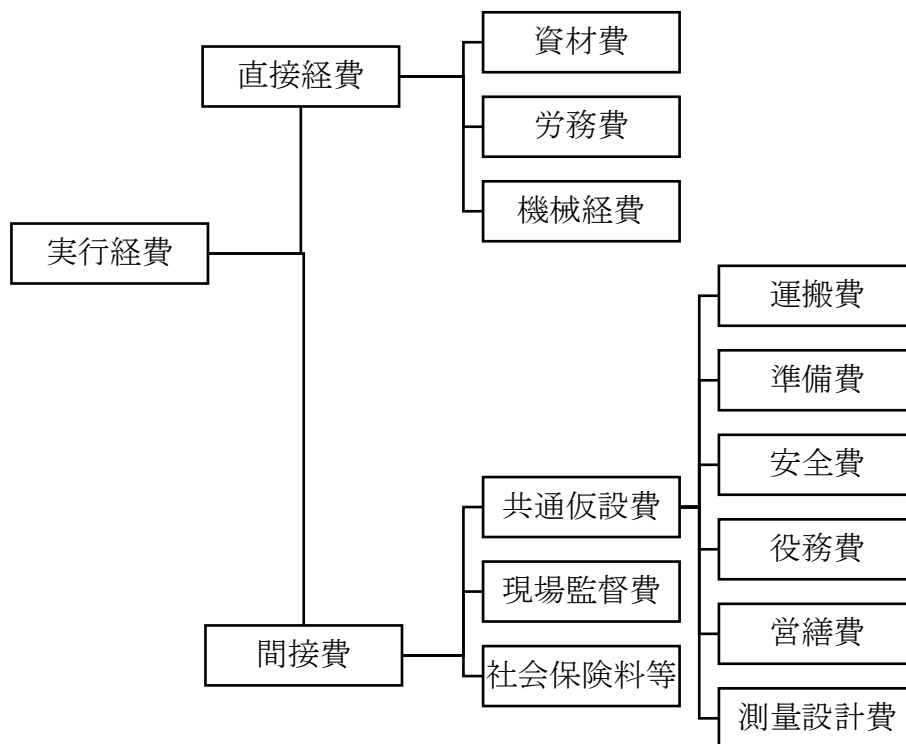 実行経費
直接経費
資材費
労務費
機械経費
間接費
共通仮設費
運搬費
準備費
安全費
役務費
営繕費
測量設計費
現場監督費
社会保険料等